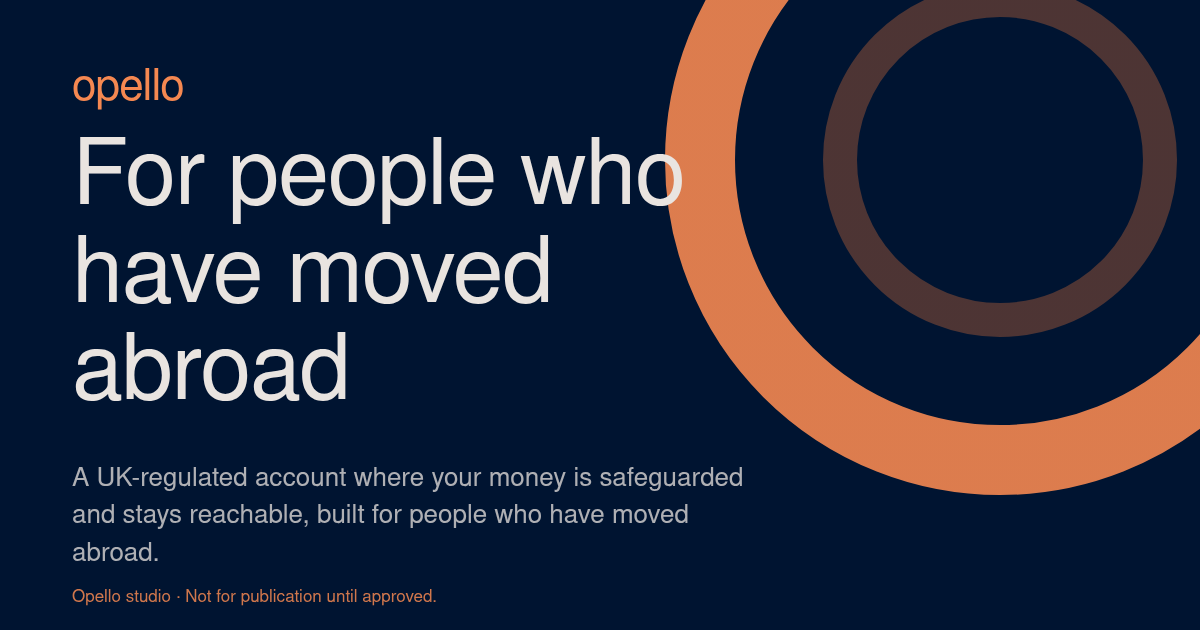 opello
For people who
have moved
abroad
A UK-regulated account where your money is safeguarded
and stays reachable, built for people who have moved
abroad.
Opello studio · Not for publication until approved.